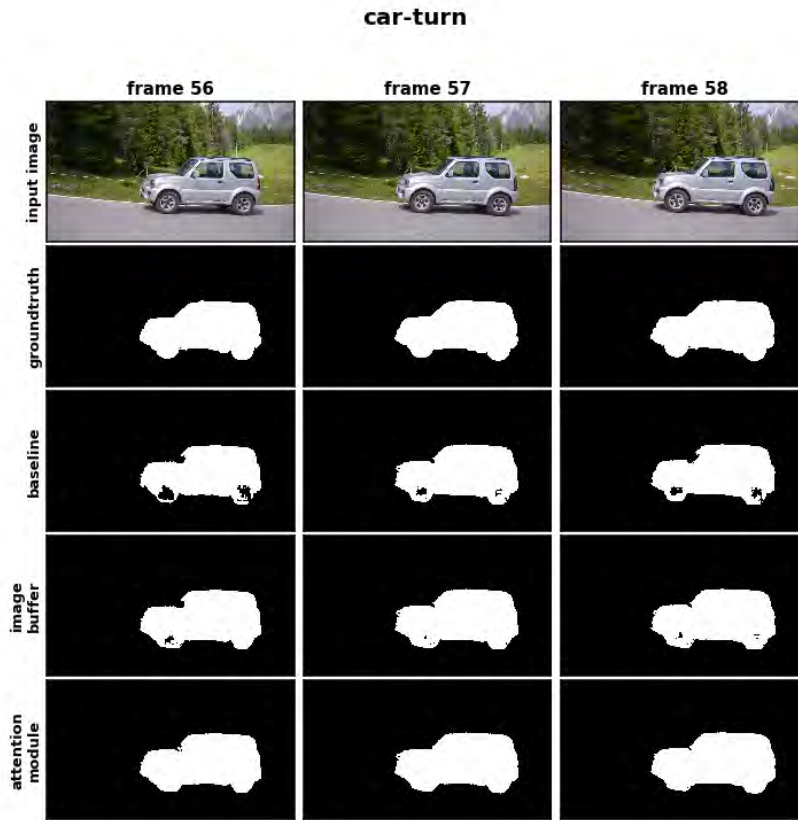 car-turn
frame 56 frame 57 frame 58
input image
groundtruth
baseline
image
buffer
attention
module